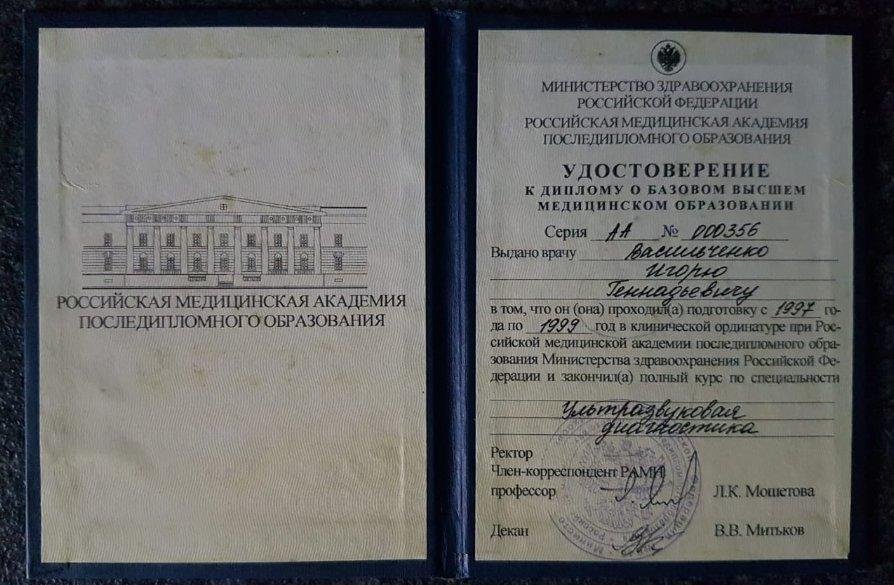 РОССИЙСКАЯ МЕДИЦИНСКАЯ АКАДЕМИЯ
ПОСЛЕДИПЛОМНОГО ОБРАЗОВАНИЯ
МИНИСТЕРСТВО ЗДРАВООХРАНЕНИЯ
РОССИЙСКОЙ ФЕДЕРАЦИИ
РОССИЙСКАЯ МЕДИЦИНСКАЯ АКАДЕМИЯ
ПОСЛЕДИПЛОМНОГО ОБРАЗОВАНИЯ
УДОСТОВЕРЕНИЕ
К ДИПЛОМУ О БАЗОВОМ ВЫСШЕМ
МЕДИЦИНСКОМ ОБРАЗОВАНИИ
Серия АА № 000356
Выдано врачу Васильченко
Игорю
Геннадьевичу
в том, что он (она) проходил(а) подготовку с 1997 го-
да по 1999 год в клинической ординатуре при Рос-
сийской медицинской академии последипломного обра-
зования Министерства здравоохранения Российской Фе-
дерации и закончил(а) полный курс по специальности
Ультразвуковая
диагностика
Ректор
Член-корреспондент РАМН
профессор Л.К. Мошетова
Декан В.В. Митьков